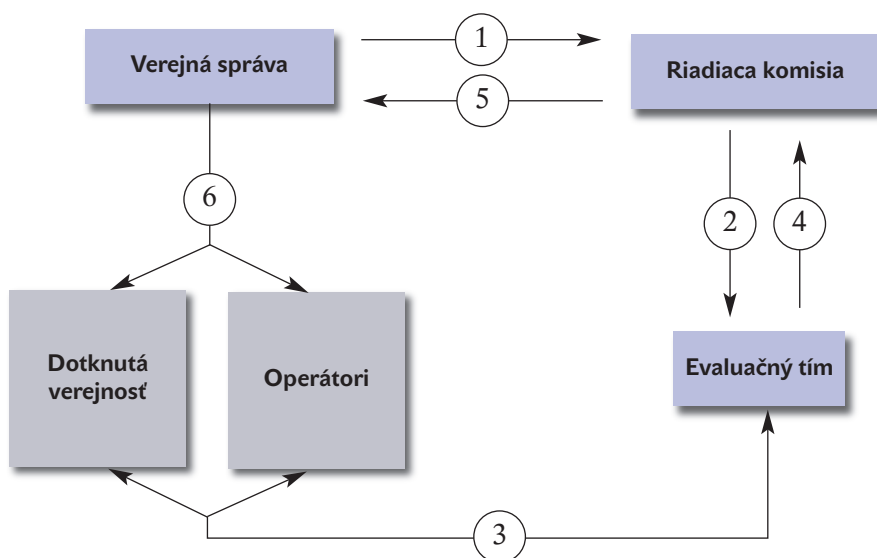 1
Verejná správa
Riadiaca komisia
5
6
2
4
Dotknutá
verejnosť
Operátori
Evaluačný tím
3